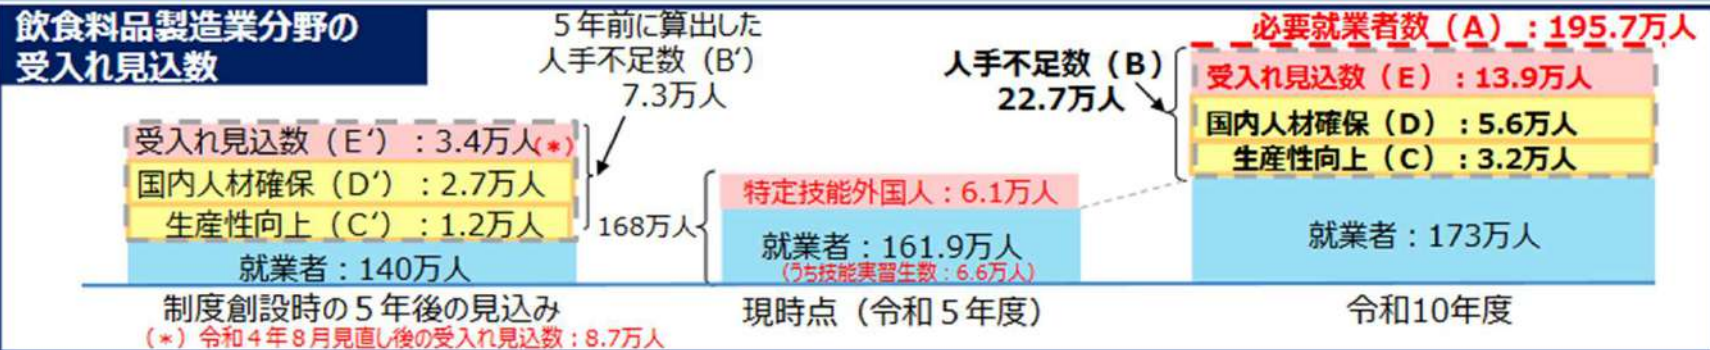 飲食料品製造業分野の
受入れ見込数
5年前に算出した
人手不足数（B’）
7.3万人
受入れ見込数（E‘）：3.4万人(*)
国内人材確保（D‘）：2.7万人
生産性向上（C‘）：1.2万人
就業者：140万人
制度創設時の５年後の見込み
（*）令和４年８月見直し後の受入れ見込数：8.7万人
168万人
特定技能外国人：6.1万人
就業者：161.9万人
（うち技能実習生数：6.6万人）
現時点（令和５年度）
人手不足数（B）
22.7万人
必要就業者数（A）：195.7万人
受入れ見込数（E）：13.9万人
国内人材確保（D）：5.6万人
生産性向上（C）：3.2万人
就業者：173万人
令和10年度